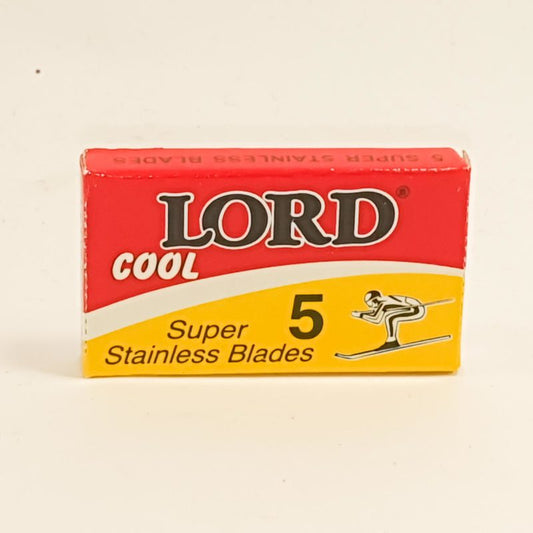 5 SUPER STAINLESS BLADES
LORD®
COOL
5
Super
Stainless Blades